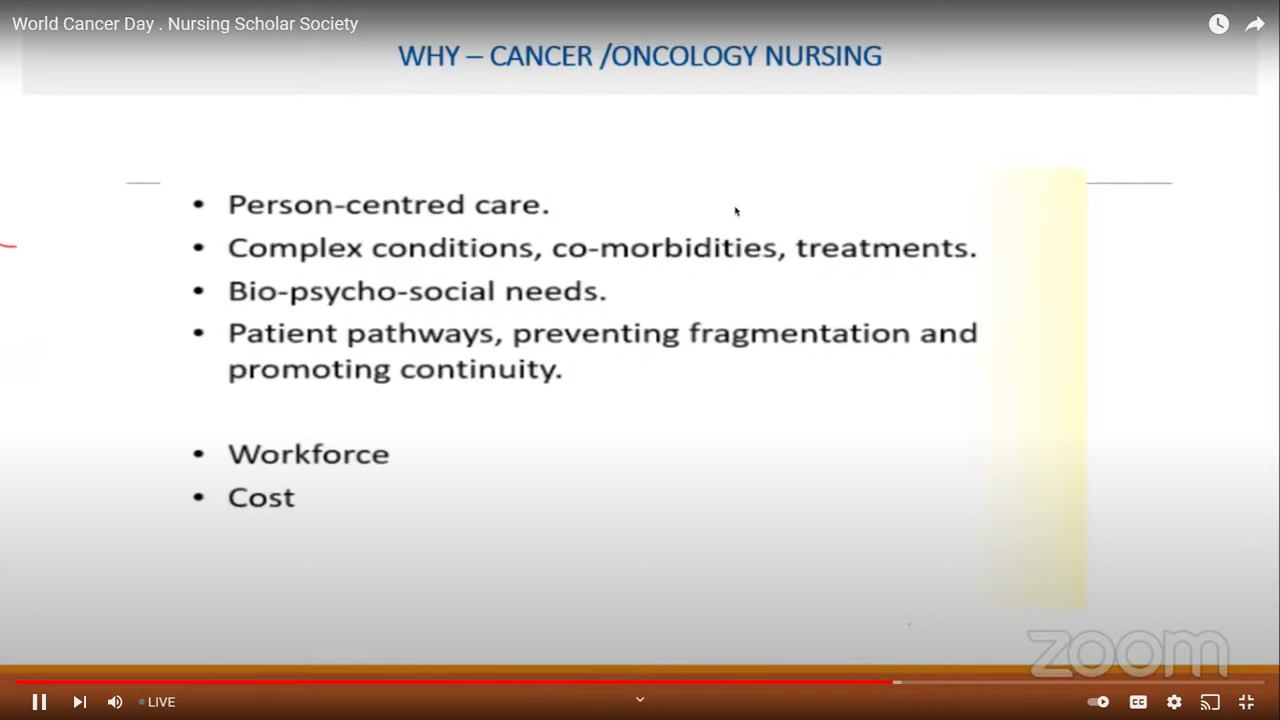 World Cancer Day . Nursing Scholar Society
WHY – CANCER /ONCOLOGY NURSING
• Person-centred care.
• Complex conditions, co-morbidities, treatments.
• Bio-psycho-social needs.
• Patient pathways, preventing fragmentation and
promoting continuity.
• Workforce
• Cost
zoom
LIVE
CC